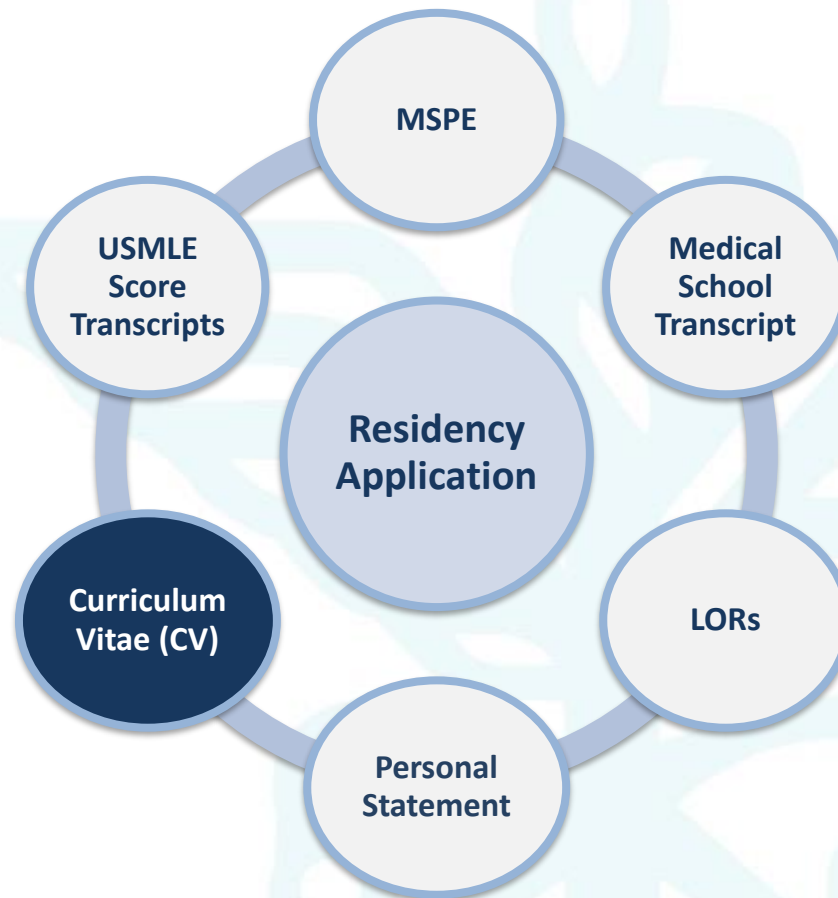 MSPE
USMLE
Score
Transcripts
Medical
School
Transcript
Residency
Application
Curriculum
Vitae (CV)
LORs
Personal
Statement